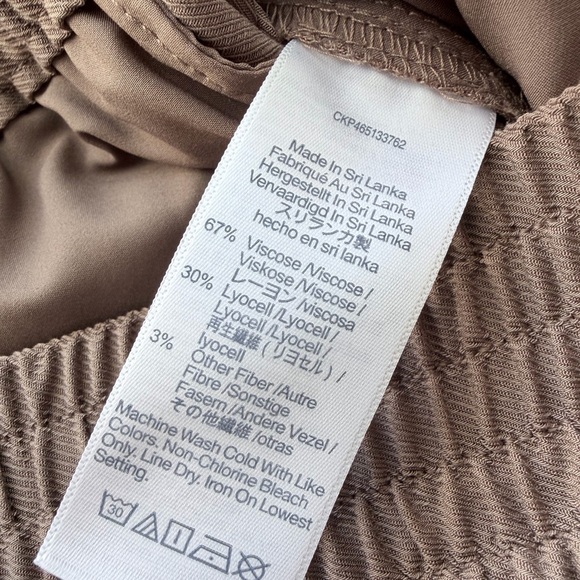 CKP465133762
Made In Sri Lanka
Fabriqué Au Sri Lanka
Hergestellt In Sri Lanka
Vervaardigd In Sri Lanka
スリランカ製
hecho en sri lanka
67% Viscose /Viscose /
Viskose /Viscose /
レーヨン /viscosa
30% Lyocell /Lyocell /
Lyocell /Lyocell /
再生繊維 (リヨセル) /
lyocell
3% Other Fiber /Autre
Fibre /Sonstige
Fasern /Andere Vezel /
その他繊維 /otras
Machine Wash Cold With Like
Colors. Non-Chlorine Bleach
Only. Line Dry. Iron On Lowest
Setting.
30